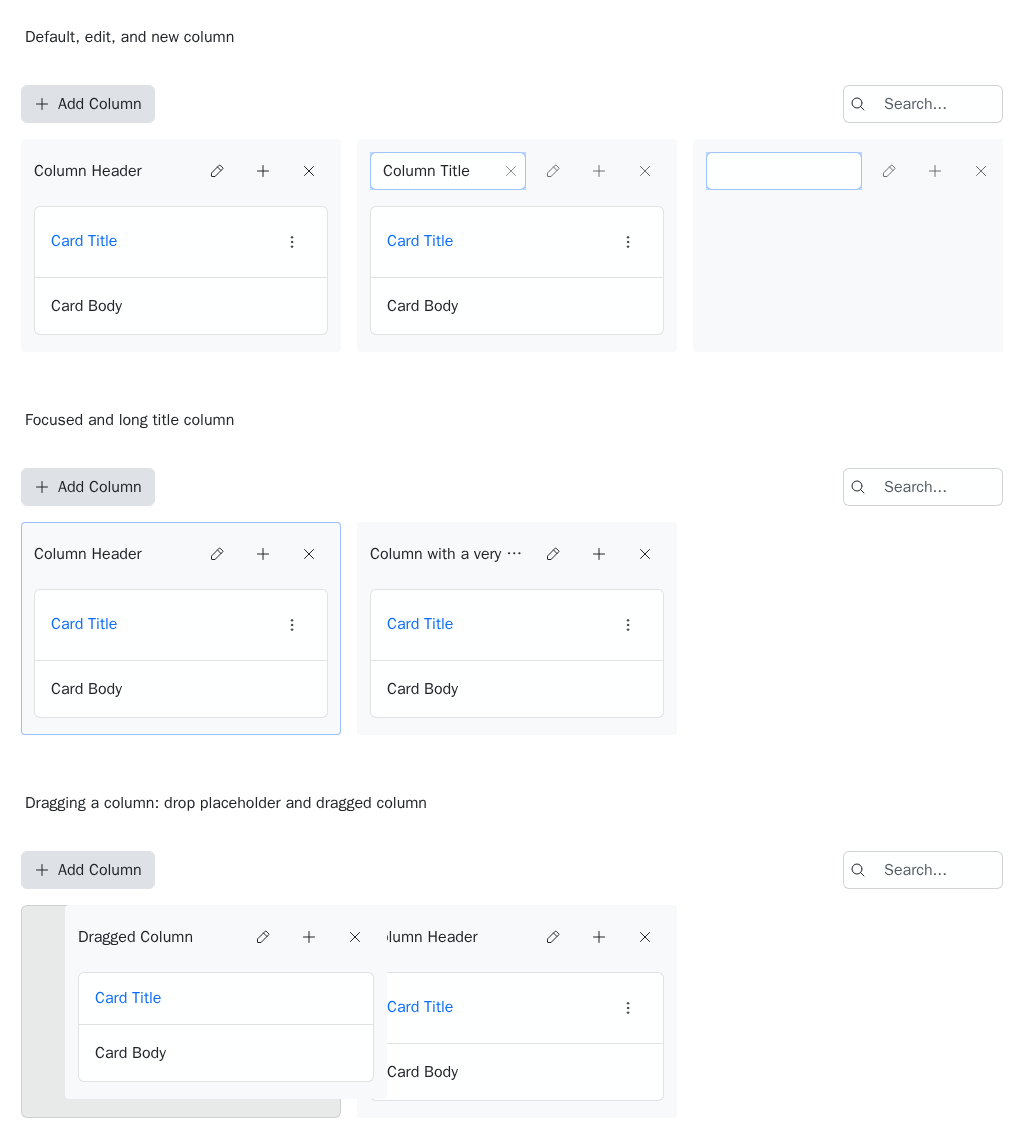 Default, edit, and new column
Add Column
Search...
Column Header
Column Title
Card Title
Card Title
Card Body
Card Body
Focused and long title column
Add Column
Search...
Column Header
Column with a very ...
Card Title
Card Title
Card Body
Card Body
Dragging a column: drop placeholder and dragged column
Add Column
Search...
Dragged Column
lumn Header
Card Title
Card Title
Card Body
Card Body